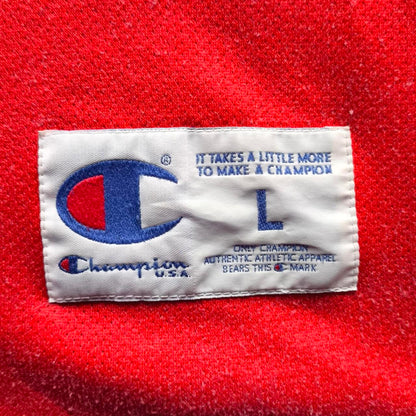 ®
IT TAKES A LITTLE MORE
TO MAKE A CHAMPION
L
Champion
U.S.A.
ONLY CHAMPION
AUTHENTIC ATHLETIC APPAREL
BEARS THIS C MARK